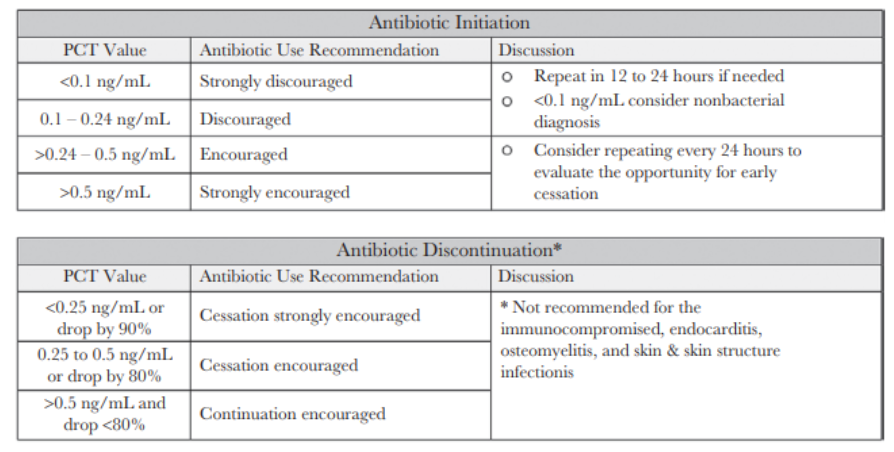 Antibiotic Initiation
PCT Value Antibiotic Use Recommendation Discussion
<0.1 ng/mL Strongly discouraged
0.1 – 0.24 ng/mL Discouraged
o Repeat in 12 to 24 hours if needed
o <0.1 ng/mL consider nonbacterial
diagnosis
>0.24 – 0.5 ng/mL Encouraged
>0.5 ng/mL Strongly encouraged
o Consider repeating every 24 hours to
evaluate the opportunity for early
cessation
Antibiotic Discontinuation*
PCT Value Antibiotic Use Recommendation Discussion
<0.25 ng/mL or
drop by 90%
Cessation strongly encouraged
0.25 to 0.5 ng/mL
or drop by 80%
Cessation encouraged
>0.5 ng/mL and
drop <80%
Continuation encouraged
* Not recommended for the
immunocompromised, endocarditis,
osteomyelitis, and skin & skin structure
infectionis